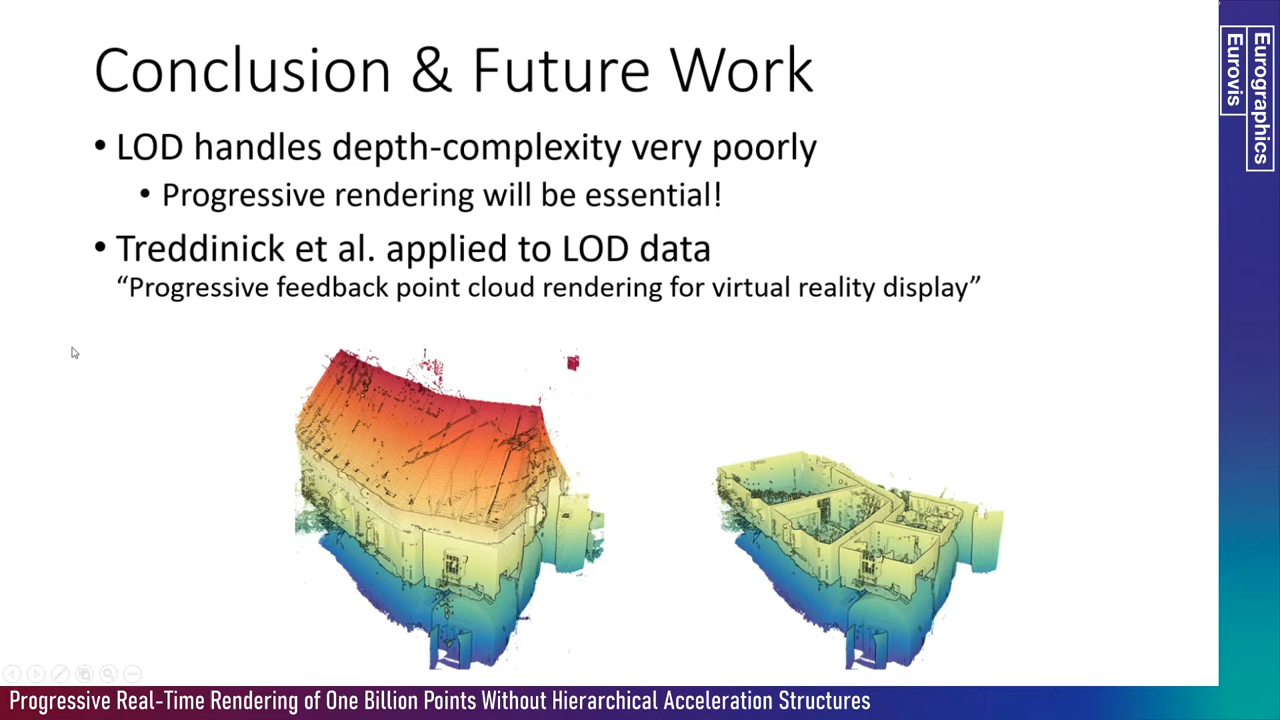 Conclusion & Future Work
• LOD handles depth-complexity very poorly
• Progressive rendering will be essential!
• Treddinick et al. applied to LOD data
“Progressive feedback point cloud rendering for virtual reality display”
Eurographics
Eurovis
Progressive Real-Time Rendering of One Billion Points Without Hierarchical Acceleration Structures